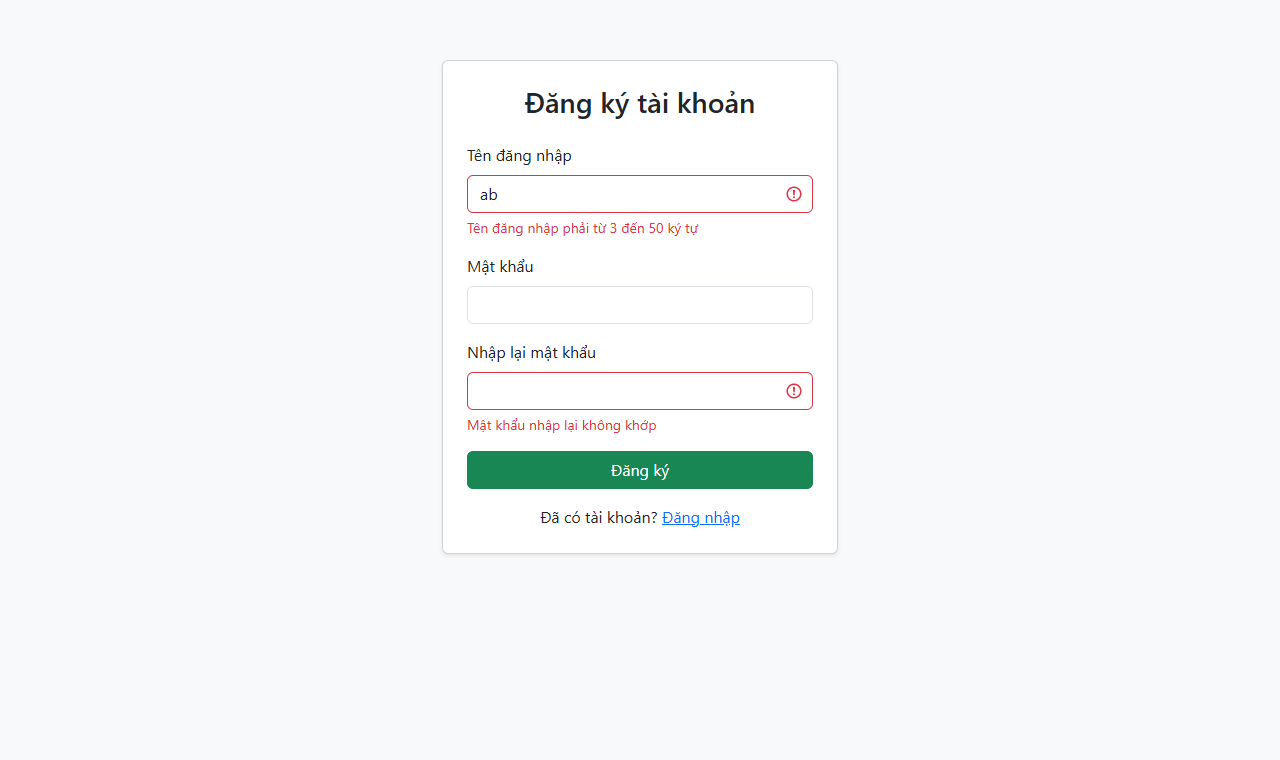 Đăng ký tài khoản
Tên đăng nhập
ab
Tên đăng nhập phải từ 3 đến 50 ký tự
Mật khẩu
Nhập lại mật khẩu
Mật khẩu nhập lại không khớp
Đăng ký
Đã có tài khoản? Đăng nhập